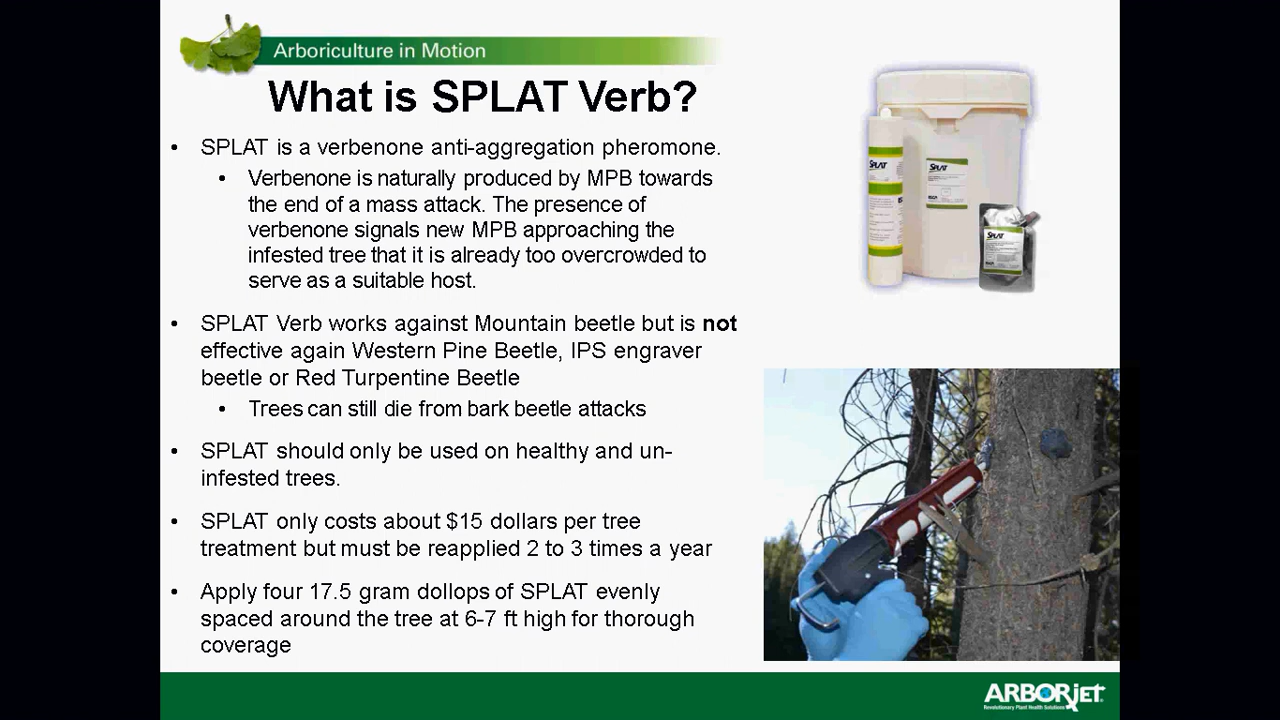 Arboriculture in Motion
What is SPLAT Verb?
• SPLAT is a verbenone anti-aggregation pheromone.
• Verbenone is naturally produced by MPB towards
the end of a mass attack. The presence of
verbenone signals new MPB approaching the
infested tree that it is already too overcrowded to
serve as a suitable host.
• SPLAT Verb works against Mountain beetle but is not
effective again Western Pine Beetle, IPS engraver
beetle or Red Turpentine Beetle
• Trees can still die from bark beetle attacks
• SPLAT should only be used on healthy and un-
infested trees.
• SPLAT only costs about $15 dollars per tree
treatment but must be reapplied 2 to 3 times a year
• Apply four 17.5 gram dollops of SPLAT evenly
spaced around the tree at 6-7 ft high for thorough
coverage
SPLAT
SPLAT
SPLAT
ARBORjet
Revolutionary Plant Health Solutions